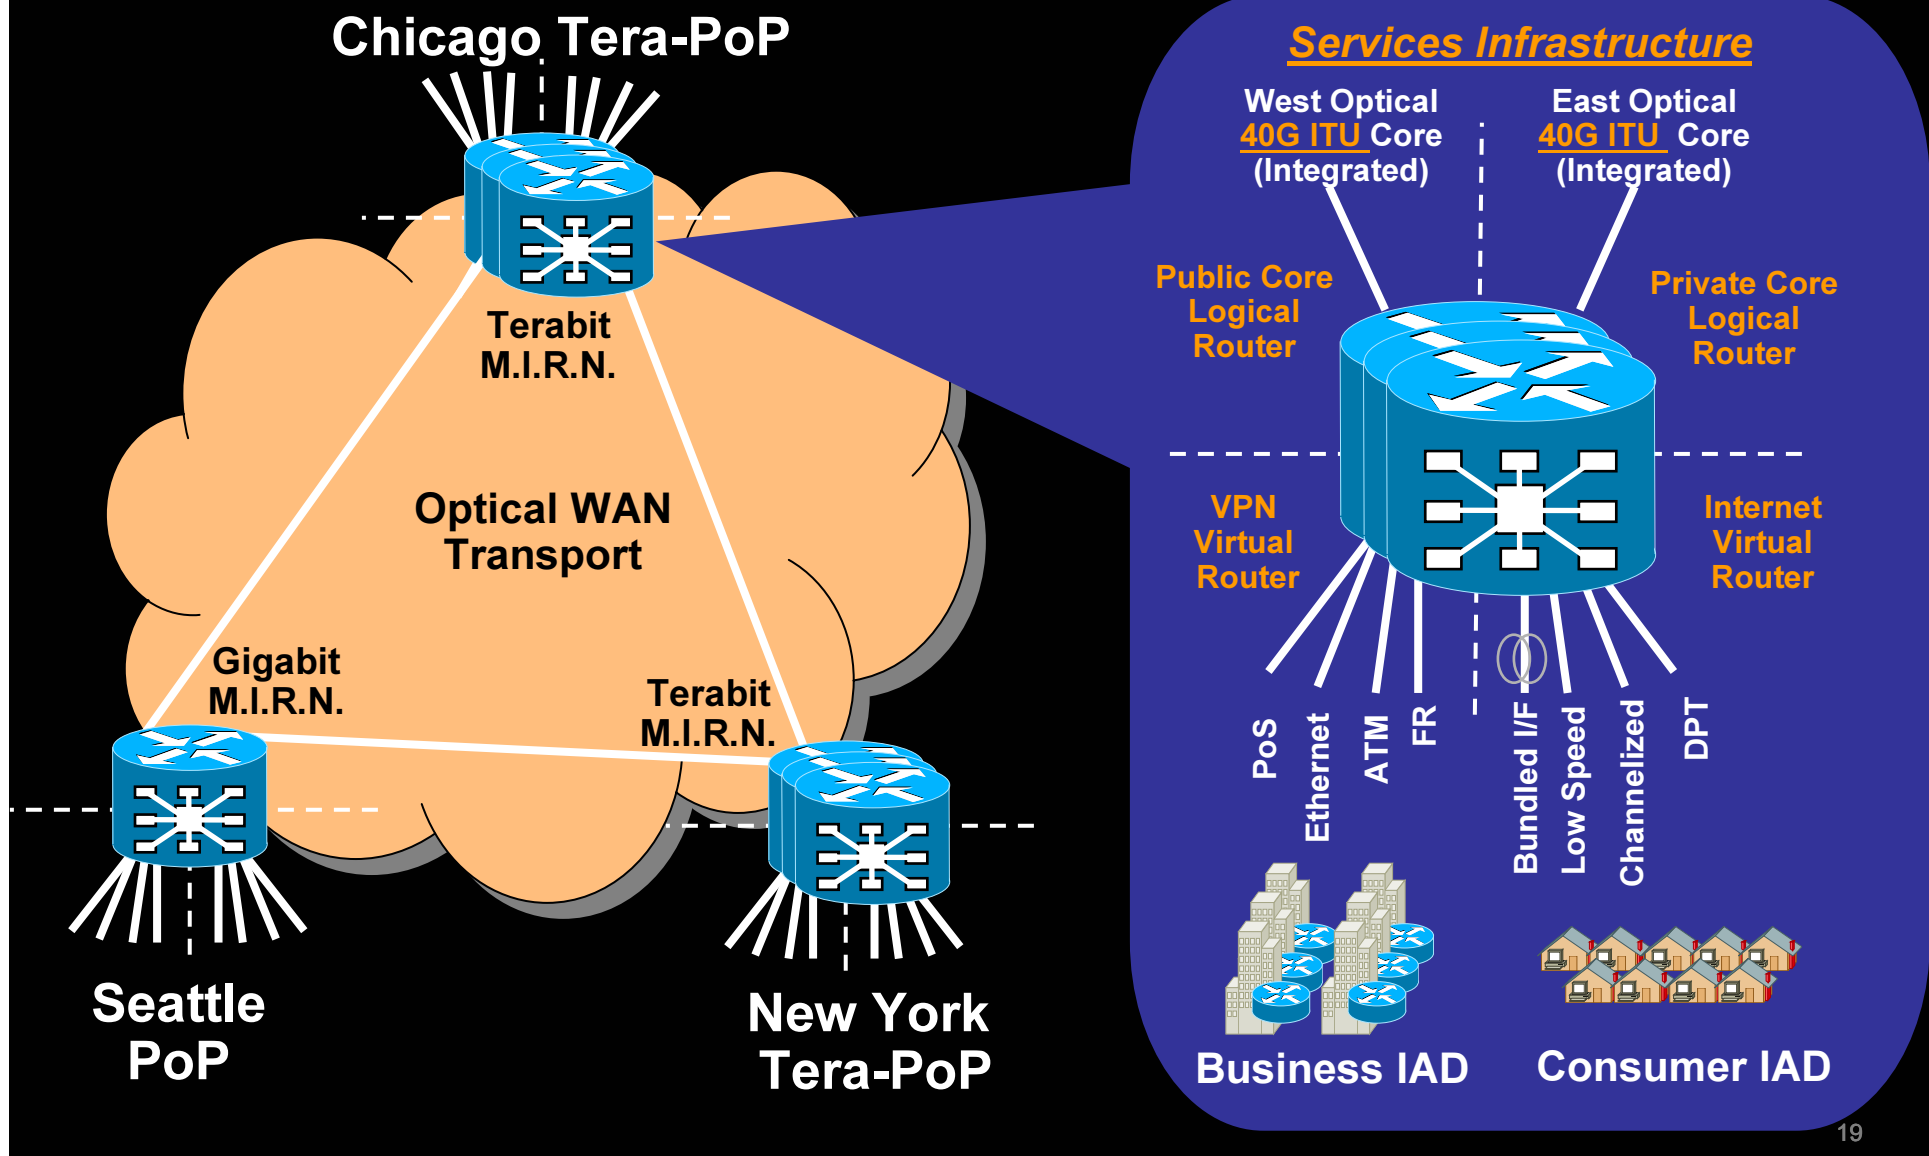 Chicago Tera-PoP
Terabit
M.I.R.N.
Optical WAN
Transport
Gigabit
M.I.R.N.
Terabit
M.I.R.N.
Seattle
PoP
New York
Tera-PoP
Services Infrastructure
West Optical
40G ITU Core
(Integrated)
East Optical
40G ITU Core
(Integrated)
Public Core
Logical
Router
Private Core
Logical
Router
VPN
Virtual
Router
Internet
Virtual
Router
PoS
Ethernet
ATM
FR
Bundled I/F
Low Speed
Channelized
DPT
Business IAD
Consumer IAD
19